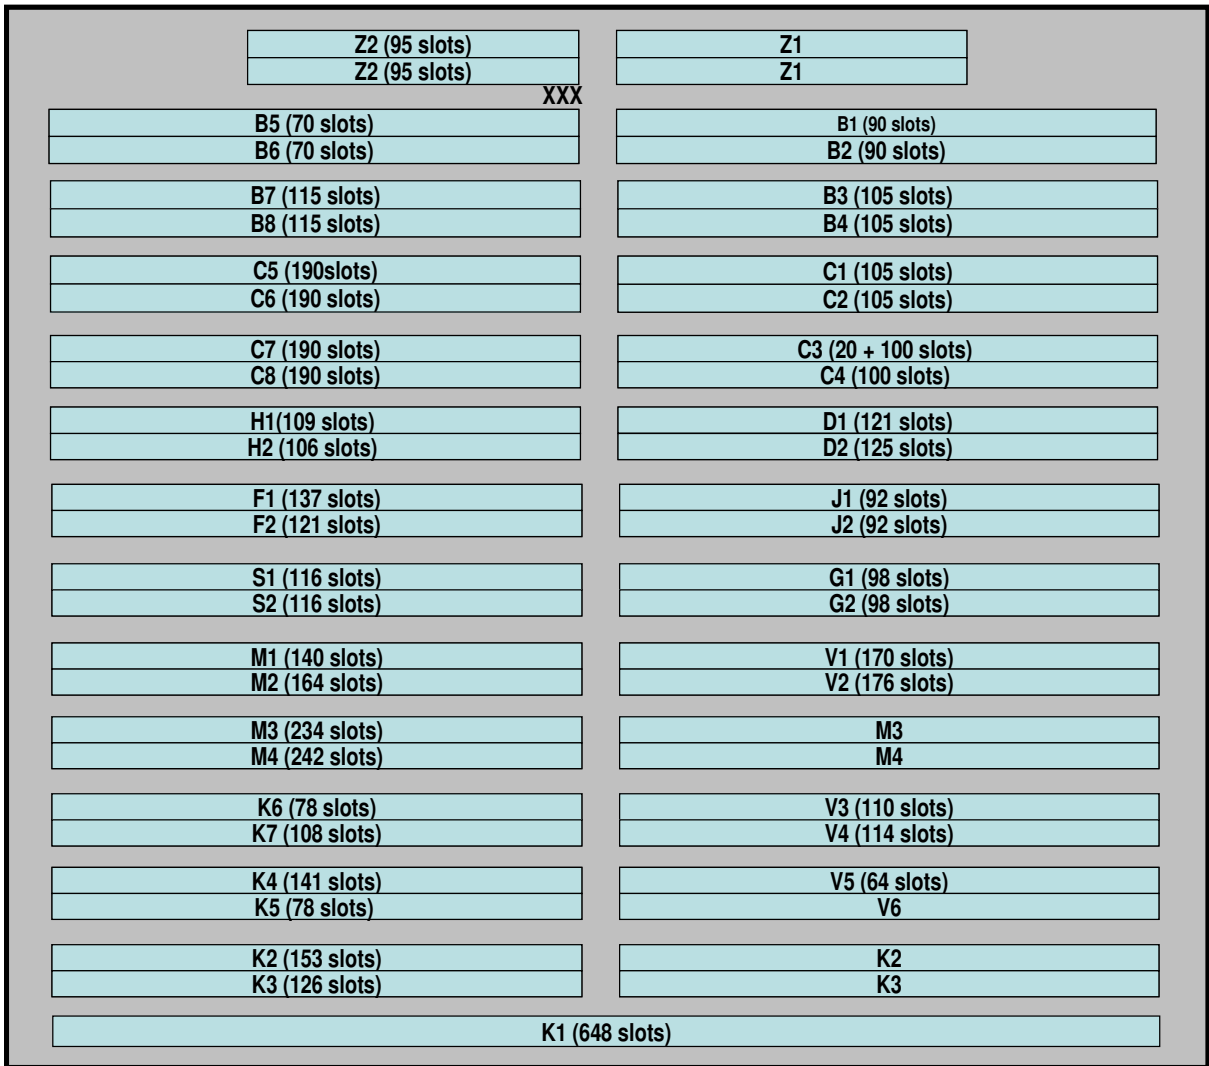 Z2 (95 slots)
Z1
Z2 (95 slots)
Z1
XXX
B5 (70 slots)
B1 (90 slots)
B6 (70 slots)
B2 (90 slots)
B7 (115 slots)
B3 (105 slots)
B8 (115 slots)
B4 (105 slots)
C5 (190slots)
C1 (105 slots)
C6 (190 slots)
C2 (105 slots)
C7 (190 slots)
C3 (20 + 100 slots)
C8 (190 slots)
C4 (100 slots)
H1(109 slots)
D1 (121 slots)
H2 (106 slots)
D2 (125 slots)
F1 (137 slots)
J1 (92 slots)
F2 (121 slots)
J2 (92 slots)
S1 (116 slots)
G1 (98 slots)
S2 (116 slots)
G2 (98 slots)
M1 (140 slots)
V1 (170 slots)
M2 (164 slots)
V2 (176 slots)
M3 (234 slots)
M3
M4 (242 slots)
M4
K6 (78 slots)
V3 (110 slots)
K7 (108 slots)
V4 (114 slots)
K4 (141 slots)
V5 (64 slots)
K5 (78 slots)
V6
K2 (153 slots)
K2
K3 (126 slots)
K3
K1 (648 slots)